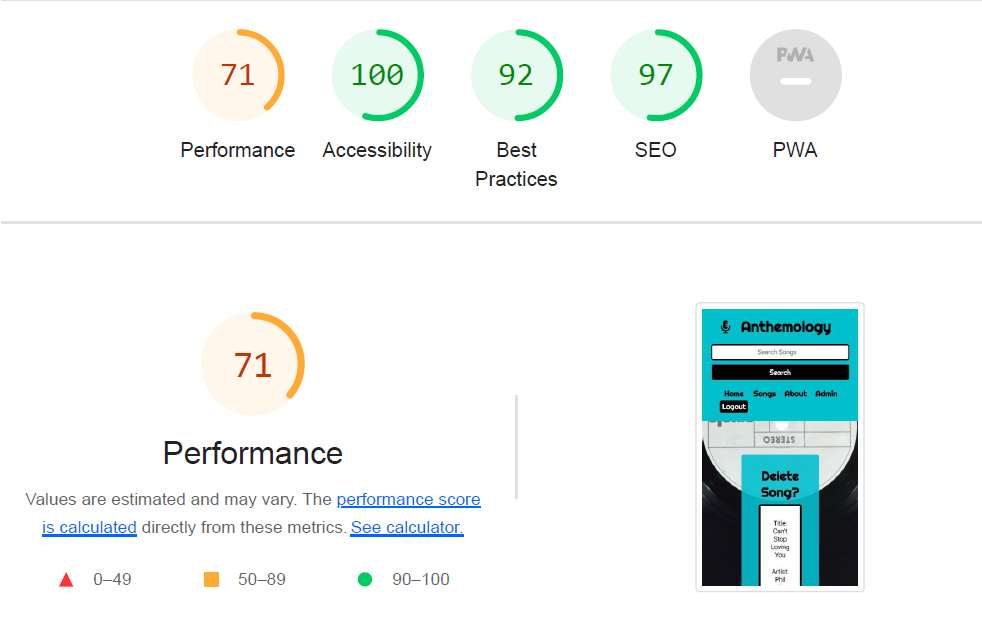 71
100
92
97
PWA
Performance
Accessibility
Best
Practices
SEO
PWA
71
Performance
Values are estimated and may vary. The performance score
is calculated directly from these metrics. See calculator.
0–49
50–89
90–100
Anthemology
Search Songs
Search
Home Songs About Admin
Logout
STEREO
Delete
Song?
Title:
Can't
Stop
Loving
You
Artist:
Phil